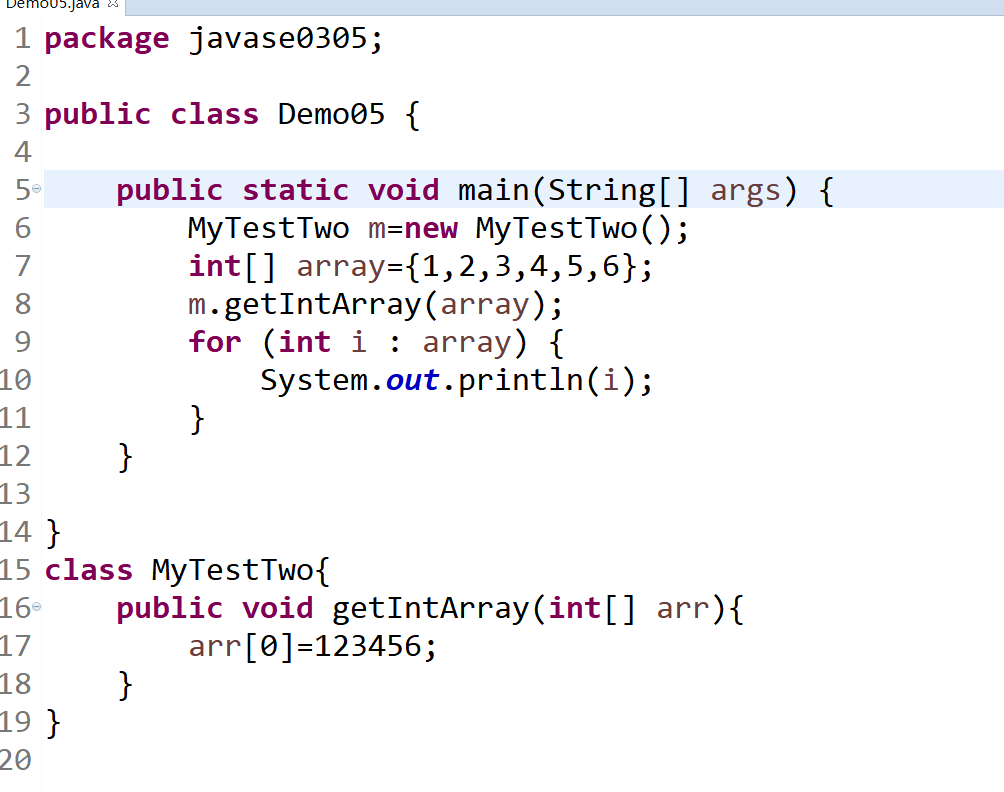 Demo05.java
1 package javase0305;
2
3 public class Demo05 {
4
5     public static void main(String[] args) {
6         MyTestTwo m=new MyTestTwo();
7         int[] array={1,2,3,4,5,6};
8         m.getIntArray(array);
9         for (int i : array) {
10             System.out.println(i);
11         }
12     }
13
14 }
15 class MyTestTwo{
16     public void getIntArray(int[] arr){
17         arr[0]=123456;
18     }
19 }
20